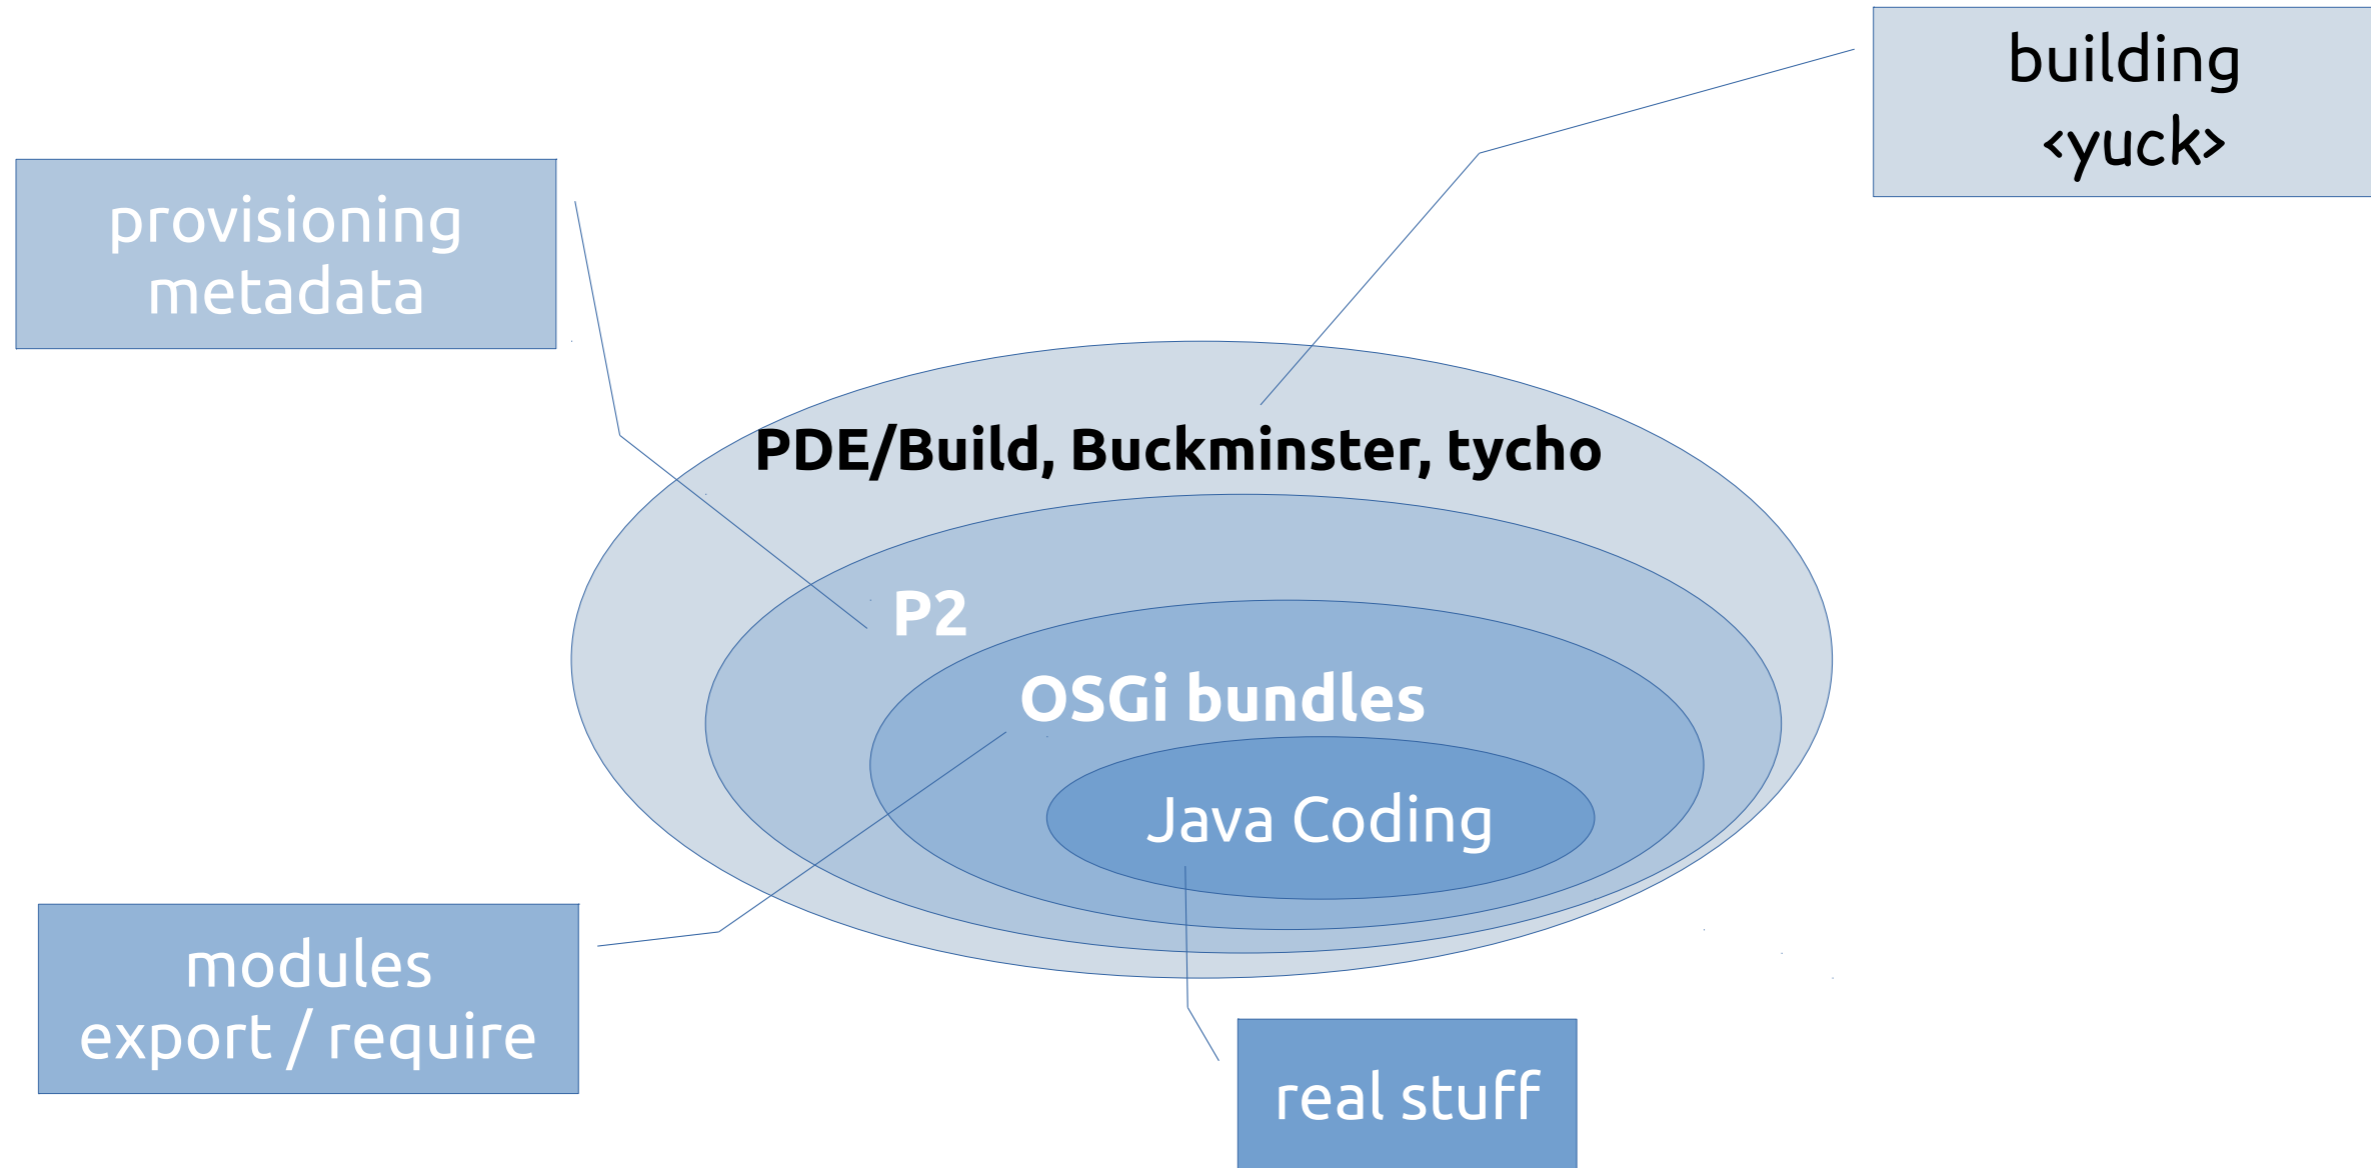 building
<yuck>
provisioning
metadata
PDE/Build, Buckminster, tycho
P2
OSGi bundles
Java Coding
modules
export / require
real stuff